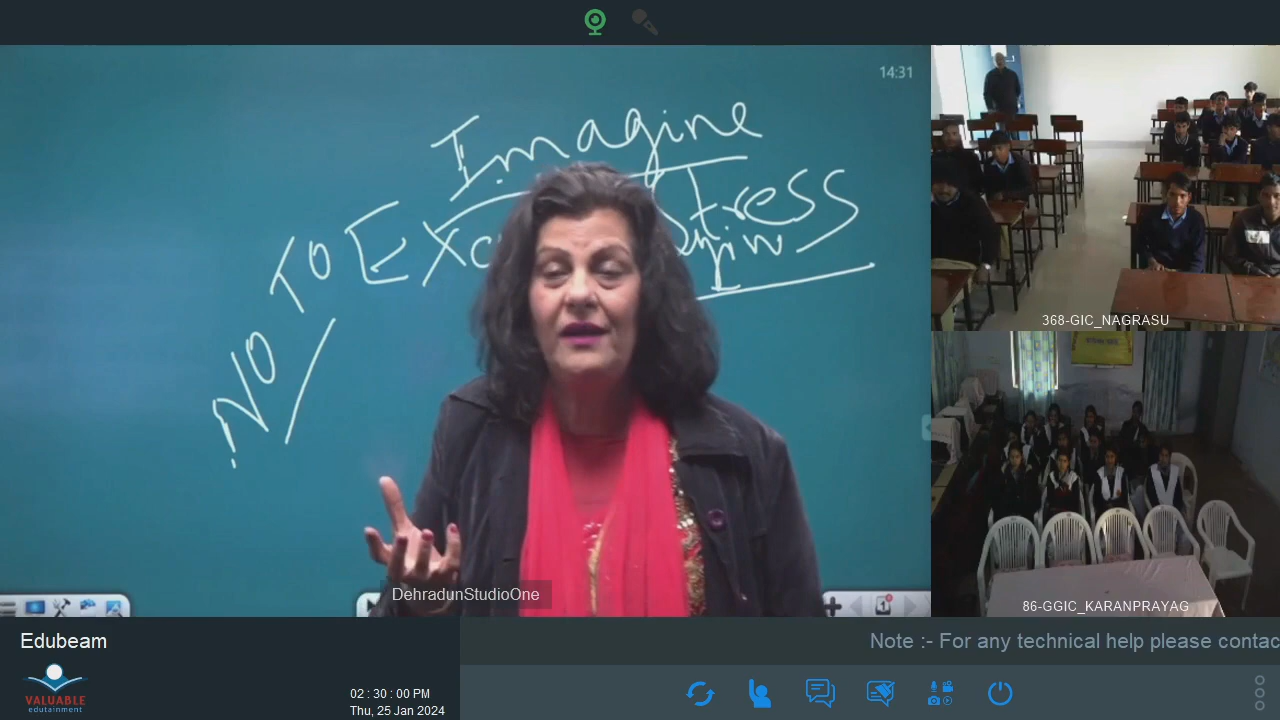 14:31
Imagine
NO TO Stress
368-GIC_NAGRASU
DehradunStudioOne
86-GGIC_KARANPRAYAG
Edubeam
Note :- For any technical help please contac
VALUABLE
edutainment
02 : 30 : 00 PM
Thu, 25 Jan 2024